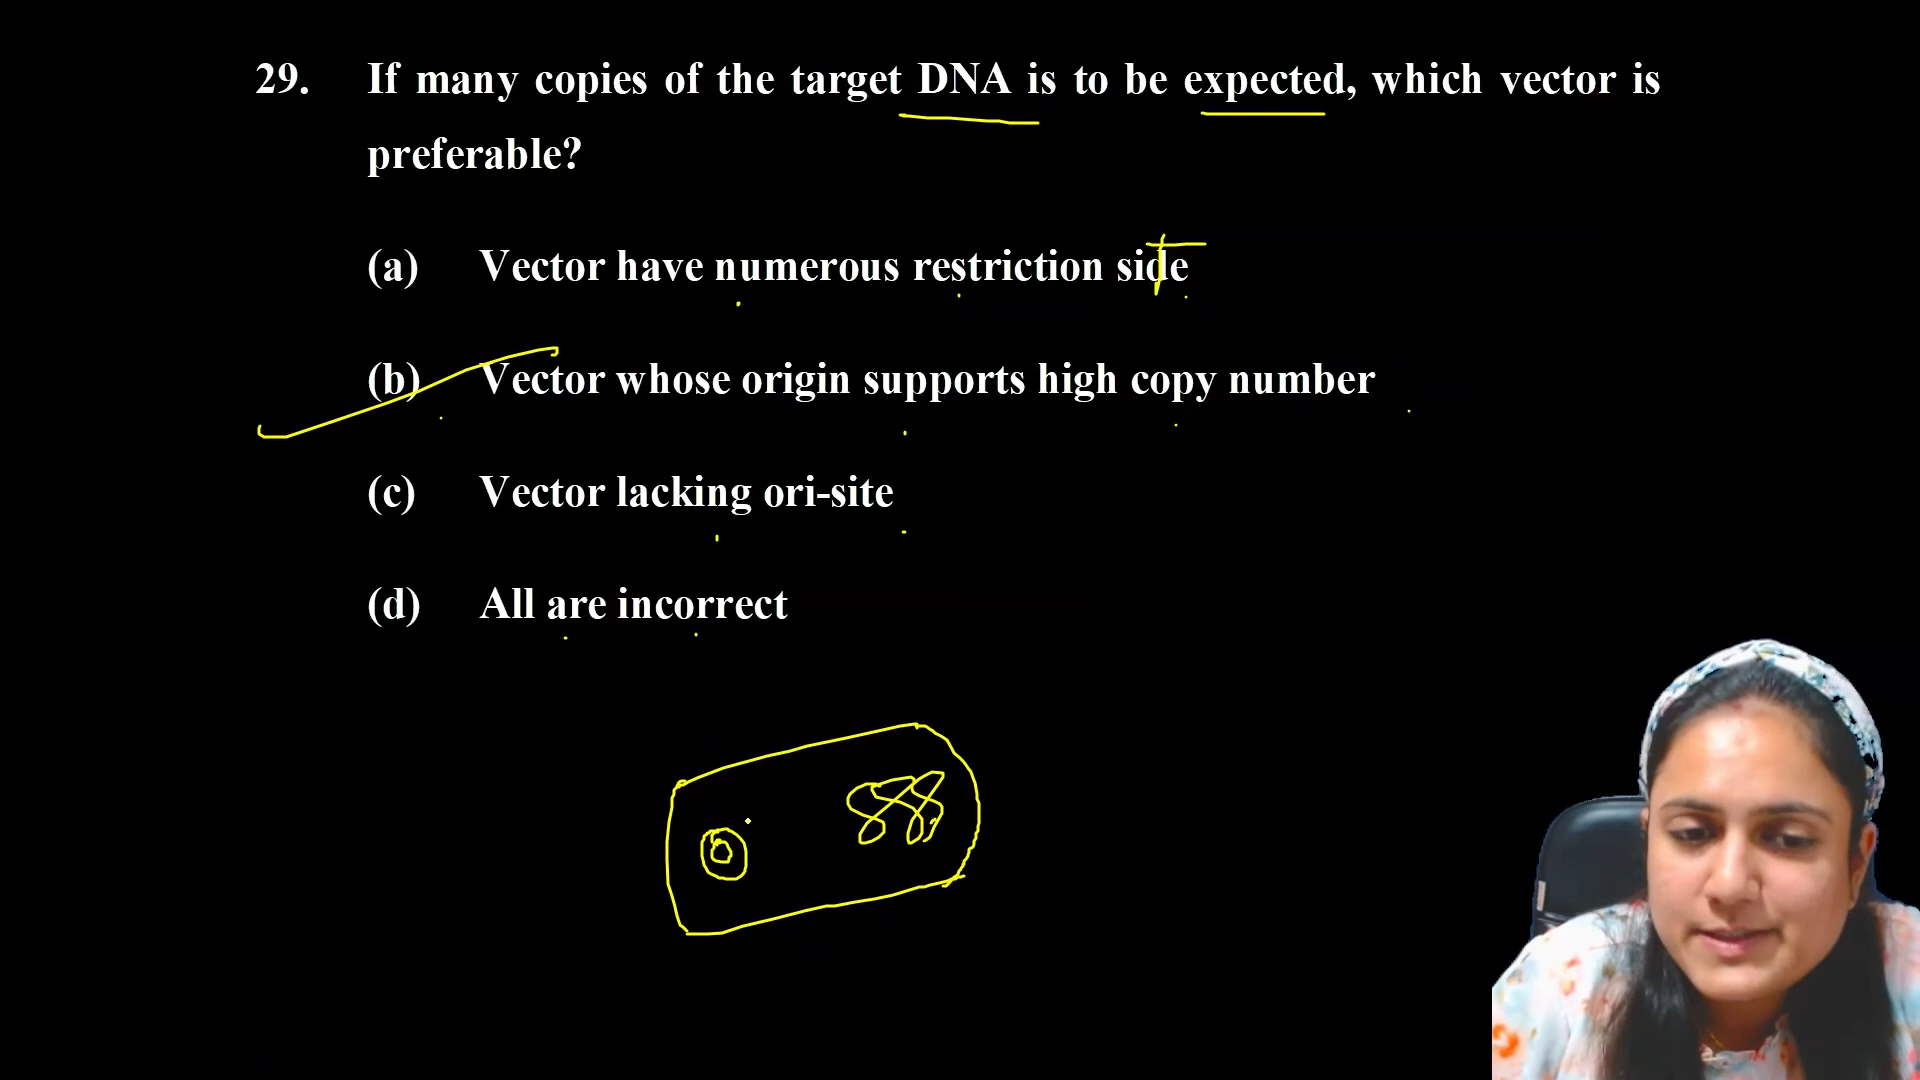 29. If many copies of the target DNA is to be expected, which vector is
preferable?
(a) Vector have numerous restriction side
(b) Vector whose origin supports high copy number
(c) Vector lacking ori-site
(d) All are incorrect